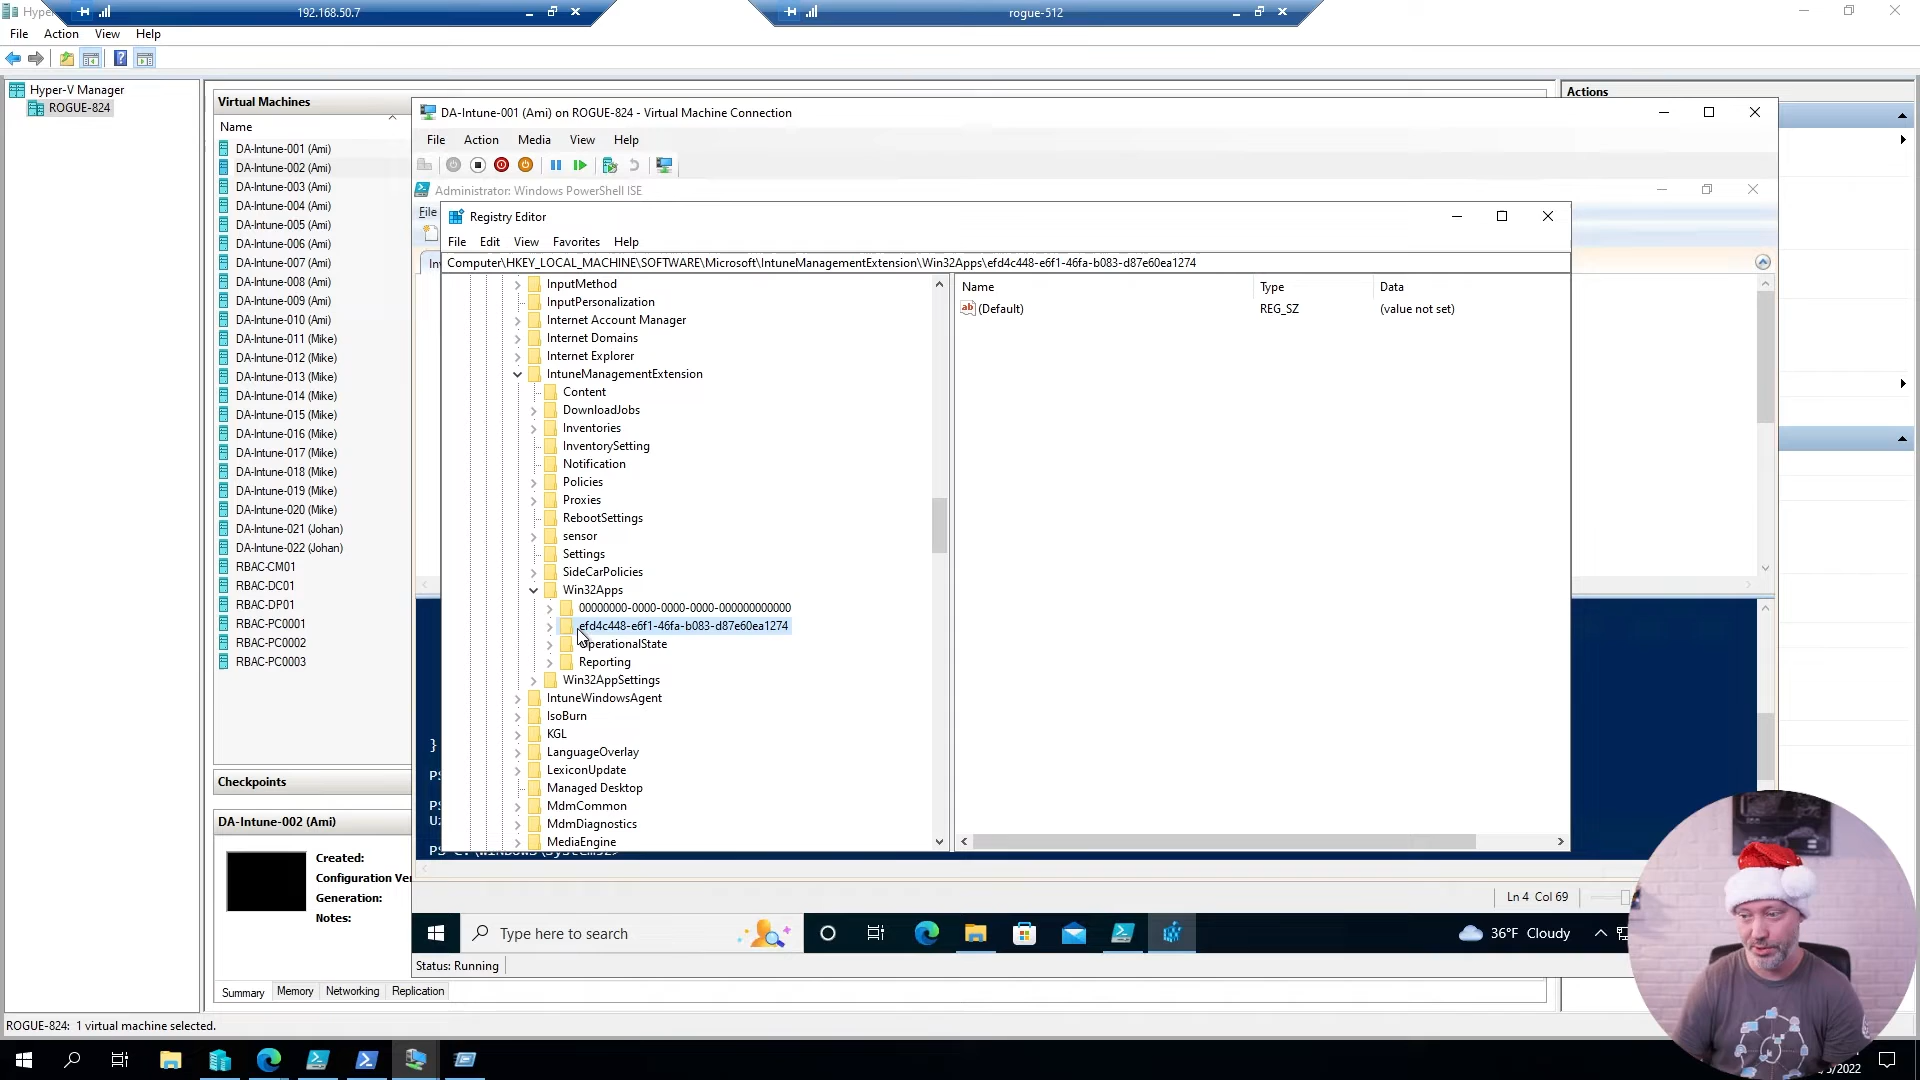 Hyper
192.168.50.7
rogue-512
File Action View Help
Hyper-V Manager
ROGUE-824
Virtual Machines
Name
DA-Intune-001 (Ami)
DA-Intune-002 (Ami)
DA-Intune-003 (Ami)
DA-Intune-004 (Ami)
DA-Intune-005 (Ami)
DA-Intune-006 (Ami)
DA-Intune-007 (Ami)
DA-Intune-008 (Ami)
DA-Intune-009 (Ami)
DA-Intune-010 (Ami)
DA-Intune-011 (Mike)
DA-Intune-012 (Mike)
DA-Intune-013 (Mike)
DA-Intune-014 (Mike)
DA-Intune-015 (Mike)
DA-Intune-016 (Mike)
DA-Intune-017 (Mike)
DA-Intune-018 (Mike)
DA-Intune-019 (Mike)
DA-Intune-020 (Mike)
DA-Intune-021 (Johan)
DA-Intune-022 (Johan)
RBAC-CM01
RBAC-DC01
RBAC-DP01
RBAC-PC0001
RBAC-PC0002
RBAC-PC0003
Checkpoints
DA-Intune-002 (Ami)
Created:
Configuration Ver
Generation:
Notes:
Summary Memory Networking Replication
ROGUE-824: 1 virtual machine selected.
Actions
DA-Intune-001 (Ami) on ROGUE-824 - Virtual Machine Connection
File Action Media View Help
Administrator: Windows PowerShell ISE
File
Registry Editor
File Edit View Favorites Help
Computer\HKEY_LOCAL_MACHINE\SOFTWARE\Microsoft\IntuneManagementExtension\Win32Apps\efd4c448-e6f1-46fa-b083-d87e60ea1274
InputMethod
InputPersonalization
Internet Account Manager
Internet Domains
Internet Explorer
IntuneManagementExtension
Content
DownloadJobs
Inventories
InventorySetting
Notification
Policies
Proxies
RebootSettings
sensor
Settings
SideCarPolicies
Win32Apps
00000000-0000-0000-0000-000000000000
efd4c448-e6f1-46fa-b083-d87e60ea1274
OperationalState
Reporting
Win32AppSettings
IntuneWindowsAgent
IsoBurn
KGL
LanguageOverlay
LexiconUpdate
Managed Desktop
MdmCommon
MdmDiagnostics
MediaEngine
Name Type Data
(Default) REG_SZ (value not set)
}
Ln 4 Col 69
Type here to search
36°F Cloudy
Status: Running
/2022